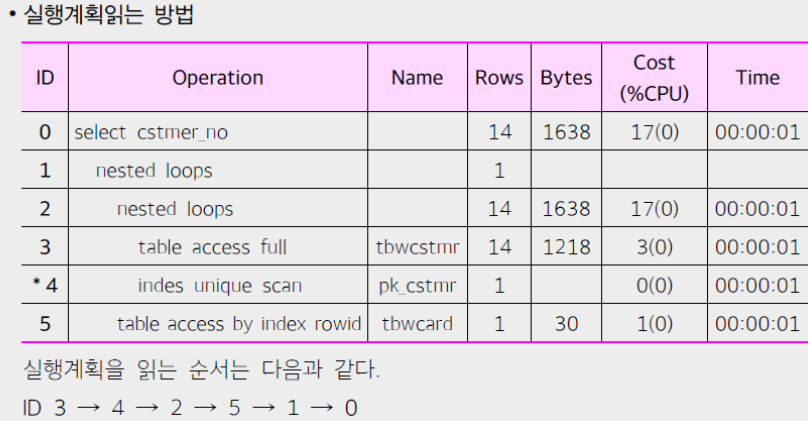 • 실행계획읽는 방법
ID Operation Name Rows Bytes Cost (%CPU) Time
0 select cstmer_no 14 1638 17(0) 00:00:01
1 nested loops 1
2 nested loops 14 1638 17(0) 00:00:01
3 table access full tbwcstmr 14 1218 3(0) 00:00:01
* 4 indes unique scan pk_cstmr 1 0(0) 00:00:01
5 table access by index rowid tbwcard 1 30 1(0) 00:00:01
실행계획을 읽는 순서는 다음과 같다.
ID 3 → 4 → 2 → 5 → 1 → 0